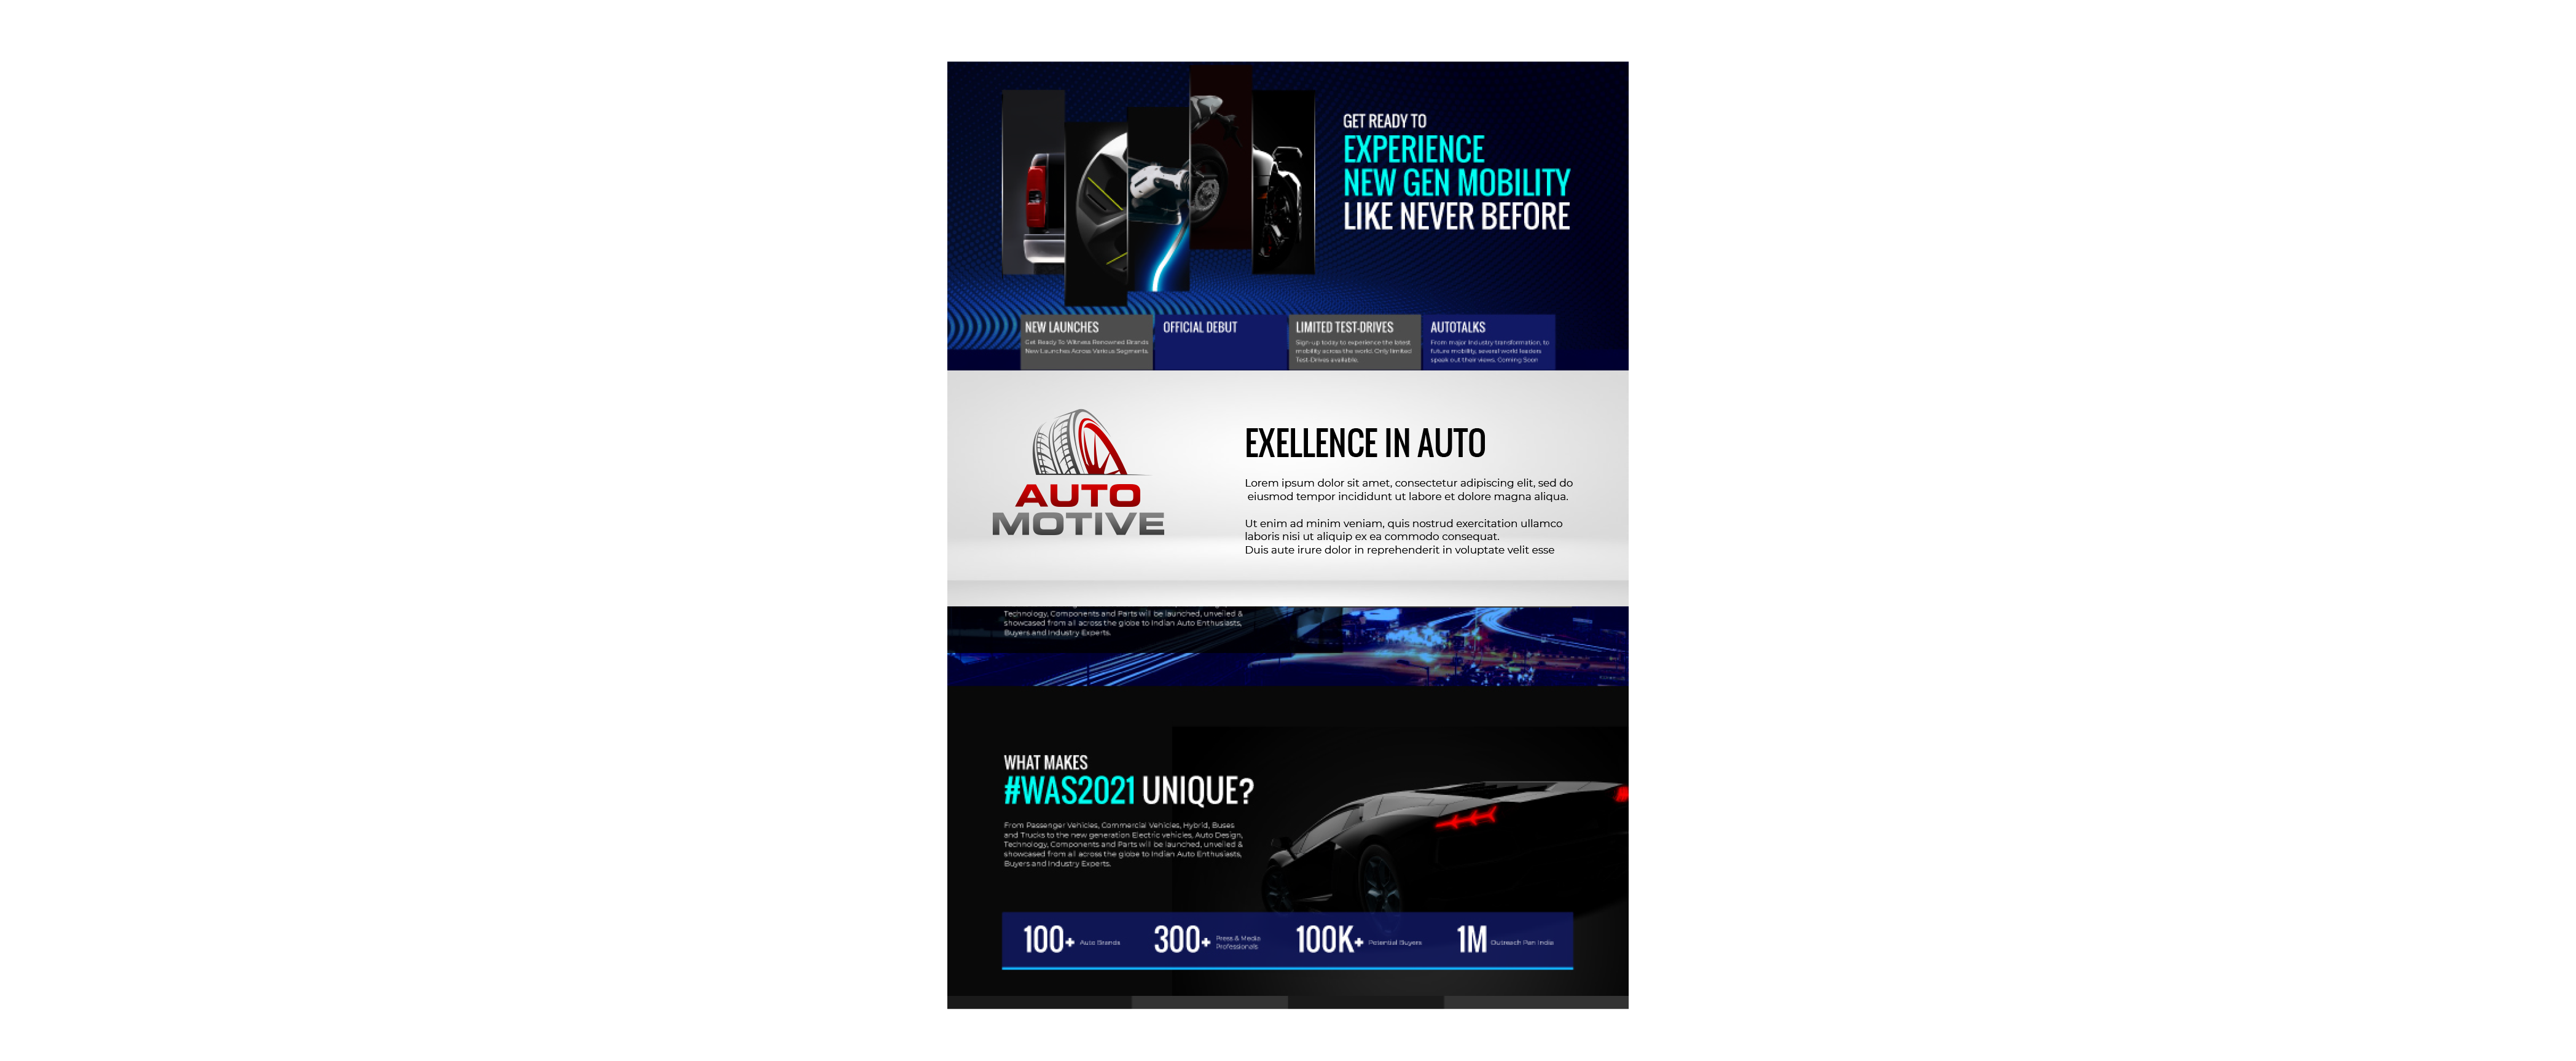 GET READY TO
EXPERIENCE
NEW GEN MOBILITY
LIKE NEVER BEFORE
NEW LAUNCHES
Get Ready To Witness Renowned Brands
New Launches Across Various Segments.
OFFICIAL DEBUT
LIMITED TEST-DRIVES
Sign-up today to experience the latest
mobility across the world. Only limited
Test-Drives available.
AUTOTALKS
From major Industry transformation, to
future mobility, several world leaders
speak out their views. Coming Soon
AUTO
MOTIVE
EXELLENCE IN AUTO
Lorem ipsum dolor sit amet, consectetur adipiscing elit, sed do
eiusmod tempor incididunt ut labore et dolore magna aliqua.
Ut enim ad minim veniam, quis nostrud exercitation ullamco
laboris nisi ut aliquip ex ea commodo consequat.
Duis aute irure dolor in reprehenderit in voluptate velit esse
Technology, Components and Parts will be launched, unveiled &
showcased from all across the globe to Indian Auto Enthusiasts,
Buyers and Industry Experts.
WHAT MAKES
#WAS2021 UNIQUE?
From Passenger Vehicles, Commercial Vehicles, Hybrid, Buses
and Trucks to the new generation Electric vehicles, Auto Design,
Technology, Components and Parts will be launched, unveiled &
showcased from all across the globe to Indian Auto Enthusiasts,
Buyers and Industry Experts.
100+ Auto Brands
300+ Press & Media
Professionals
100K+ Potential Buyers
1M Outreach Pan India